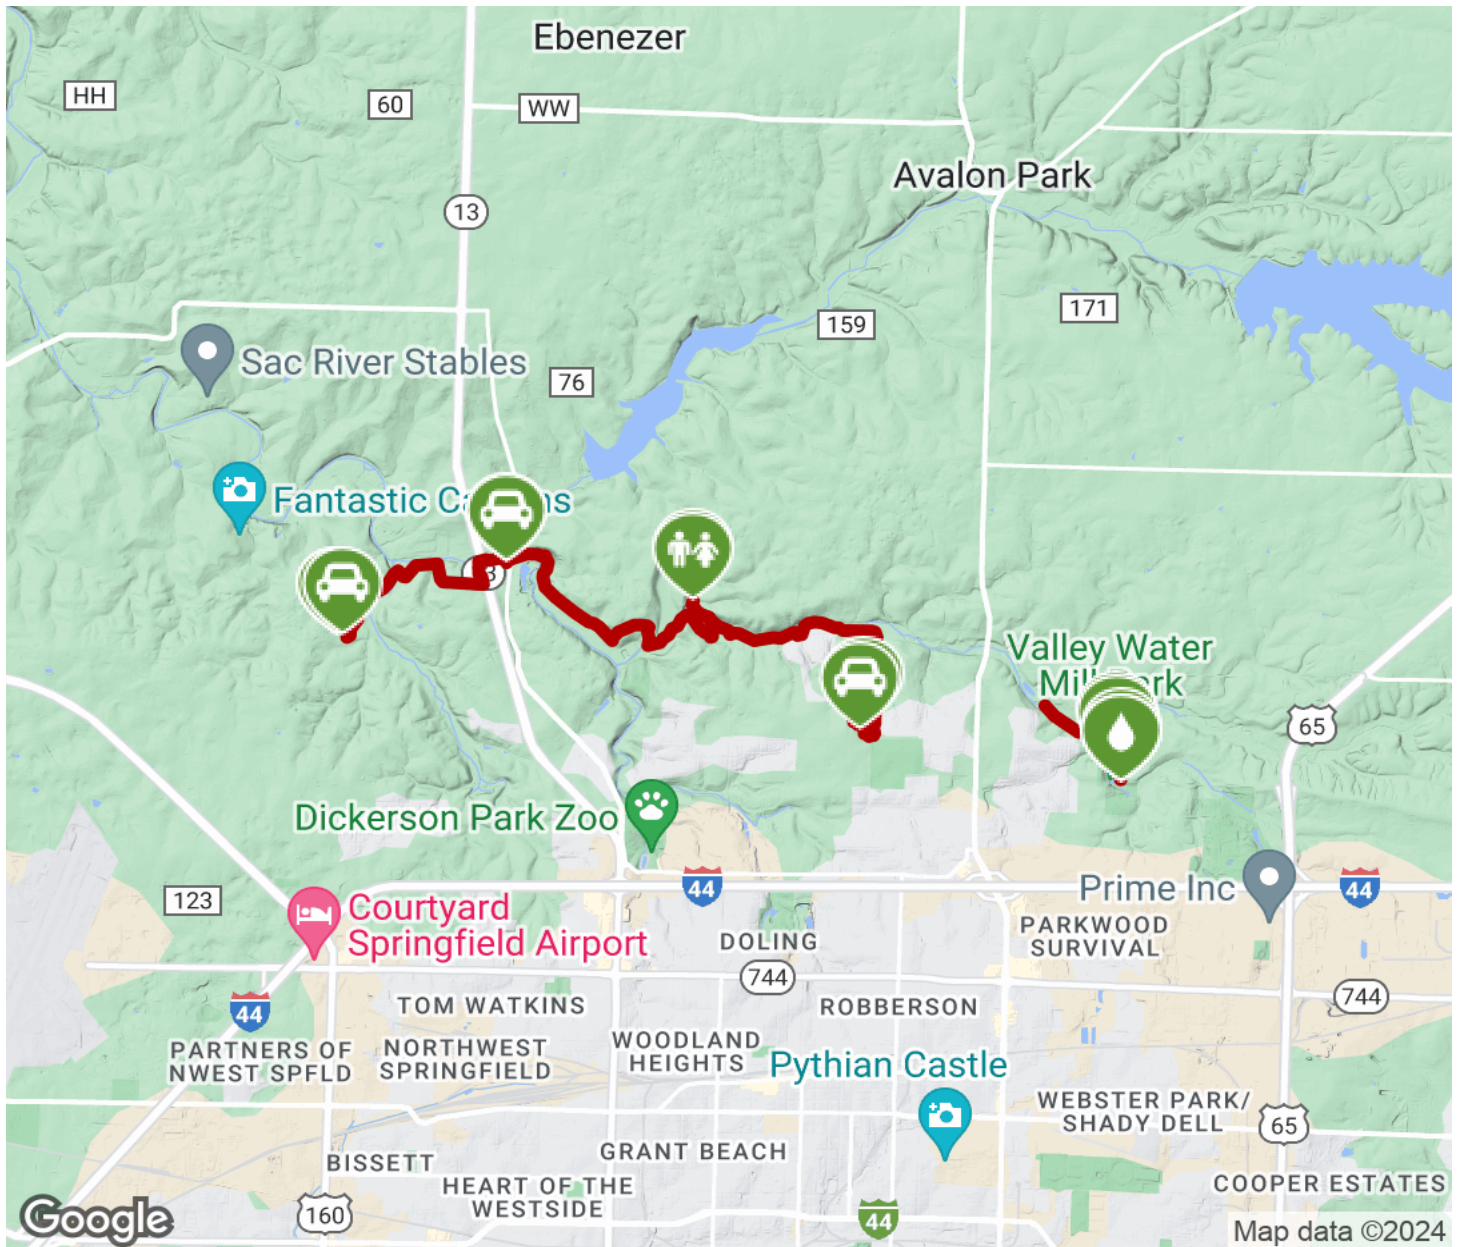 Ebenezer
HH
60
WW
Avalon Park
13
171
159
Sac River Stables
76
Fantastic Ca ns
3
Valley Water
Mill rk
65
Dickerson Park Zoo
44
Prime Inc
44
123
Courtyard
Springfield Airport
PARKWOOD
SURVIVAL
DOLING
744
744
TOM WATKINS
ROBBERSON
44
PARTNERS OF
NWEST SPFLD
NORTHWEST
SPRINGFIELD
WOODLAND
HEIGHTS
Pythian Castle
WEBSTER PARK/
SHADY DELL
65
GRANT BEACH
BISSETT
HEART OF THE
WESTSIDE
COOPER ESTATES
Google
160
44
Map data ©2024